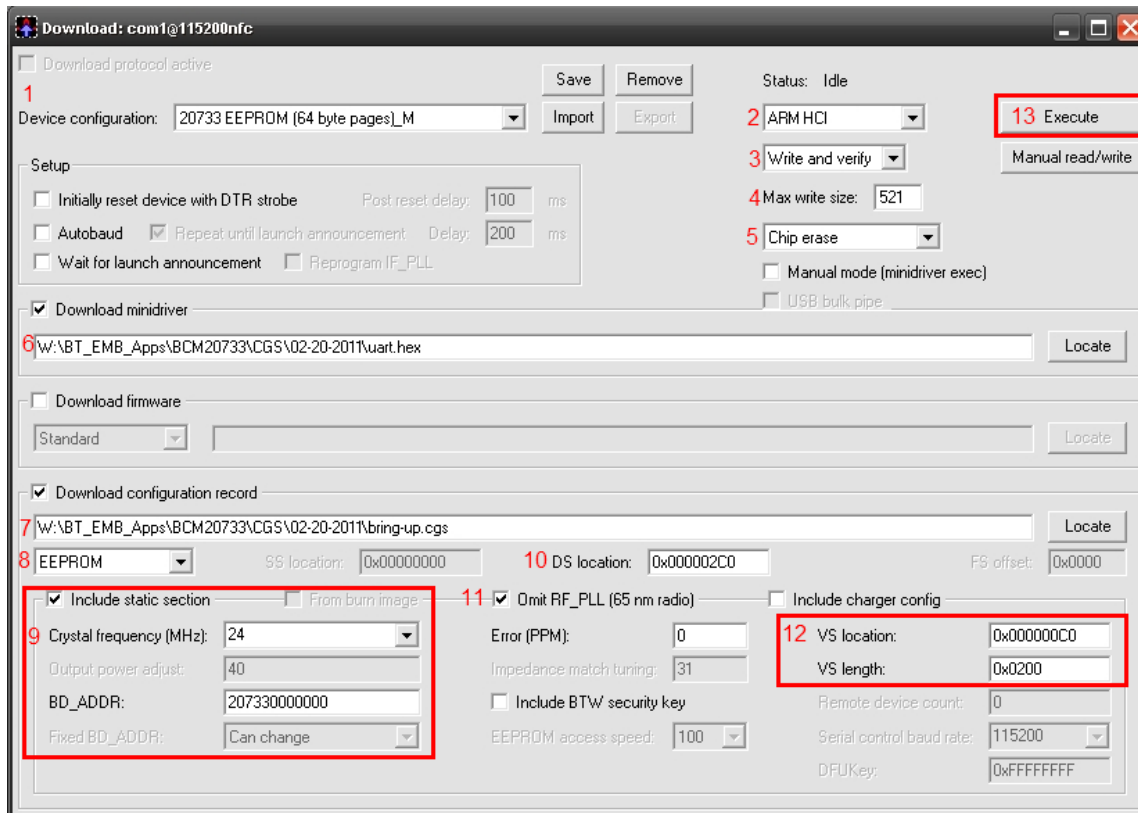 Download: com1@115200nfc
Download protocol active
Save Remove Status: Idle
1
Device configuration: 20733 EEPROM (64 byte pages)_M Import Export 2 ARM HCI 13 Execute
Setup 3 Write and verify Manual read/write
Initially reset device with DTR strobe Post reset delay: 100 ms 4 Max write size: 521
Autobaud Repeat until launch announcement Delay: 200 ms 5 Chip erase
Wait for launch announcement Reprogram IF_PLL Manual mode (minidriver exec)
USB bulk pipe
Download minidriver
6 W:\BT_EMB_Apps\BCM20733\CGS\02-20-2011\uart.hex Locate
Download firmware
Standard Locate
Download configuration record
7 W:\BT_EMB_Apps\BCM20733\CGS\02-20-2011\bring-up.cgs Locate
8 EEPROM SS location: 0x00000000 10 DS location: 0x000002C0 FS offset: 0x0000
Include static section From burn image 11 Omit RF_PLL (65 nm radio) Include charger config
9 Crystal frequency (MHz): 24 Error (PPM): 0 12 VS location: 0x000000C0
Output power adjust: 40 Impedance match tuning: 31 VS length: 0x0200
BD_ADDR: 207330000000 Include BTW security key Remote device count: 0
Fixed BD_ADDR: Can change EEPROM access speed: 100 Serial control baud rate: 115200
DFUKey: 0xFFFFFFFF